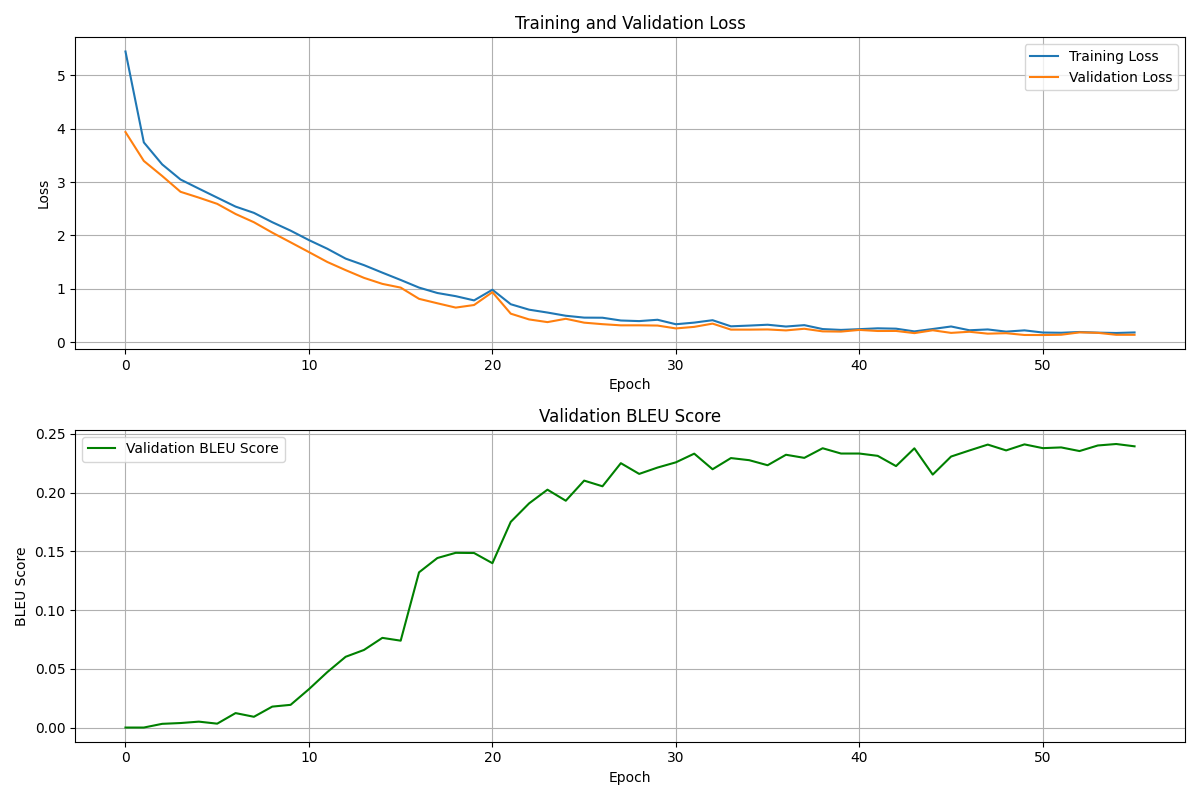 Training and Validation Loss
Training Loss
Validation Loss
5
4
3
2
1
0
Loss
0 10 20 30 40 50
Epoch
Validation BLEU Score
Validation BLEU Score
0.25
0.20
0.15
0.10
0.05
0.00
BLEU Score
0 10 20 30 40 50
Epoch